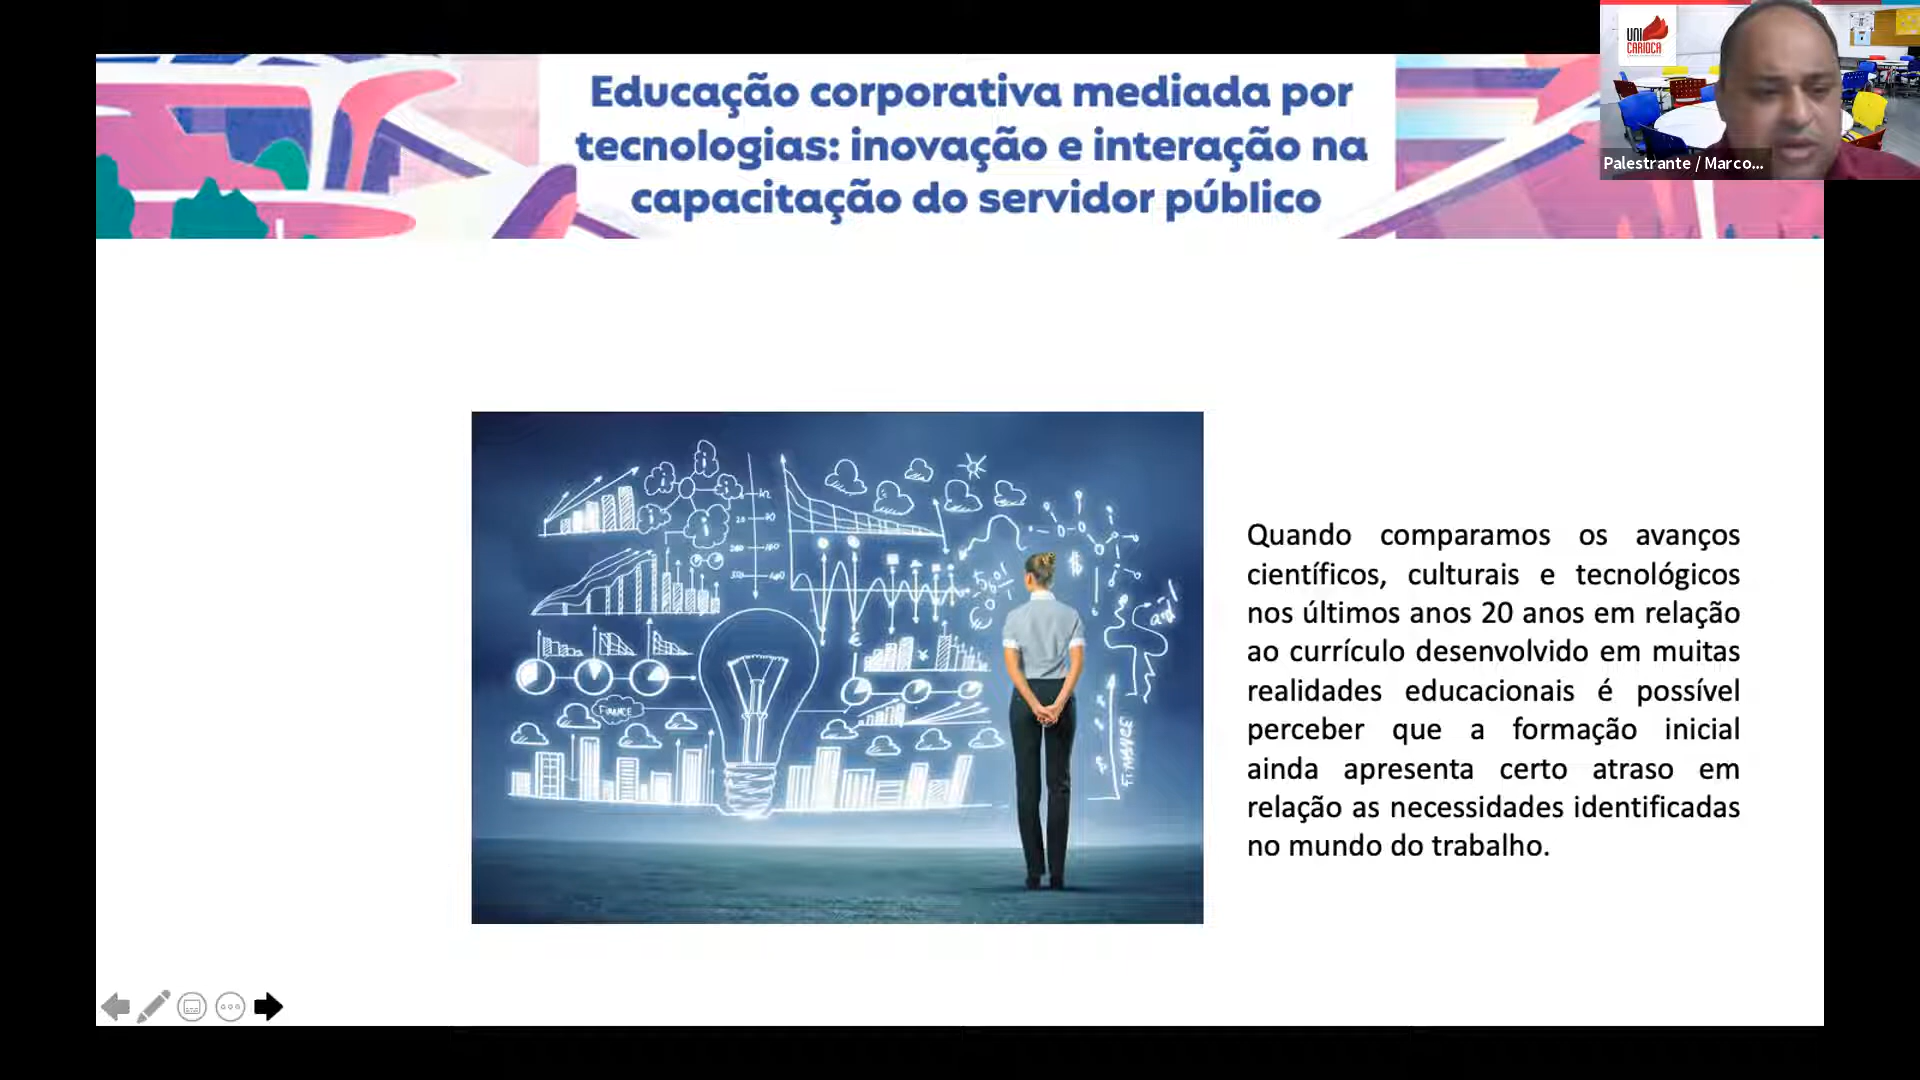 Educação corporativa mediada por
tecnologias: inovação e interação na
capacitação do servidor público
UNI
CARIOCA
Palestrante / Marco...
FINANCE
FINANCE
Quando comparamos os avanços
científicos, culturais e tecnológicos
nos últimos anos 20 anos em relação
ao currículo desenvolvido em muitas
realidades educacionais é possível
perceber que a formação inicial
ainda apresenta certo atraso em
relação as necessidades identificadas
no mundo do trabalho.